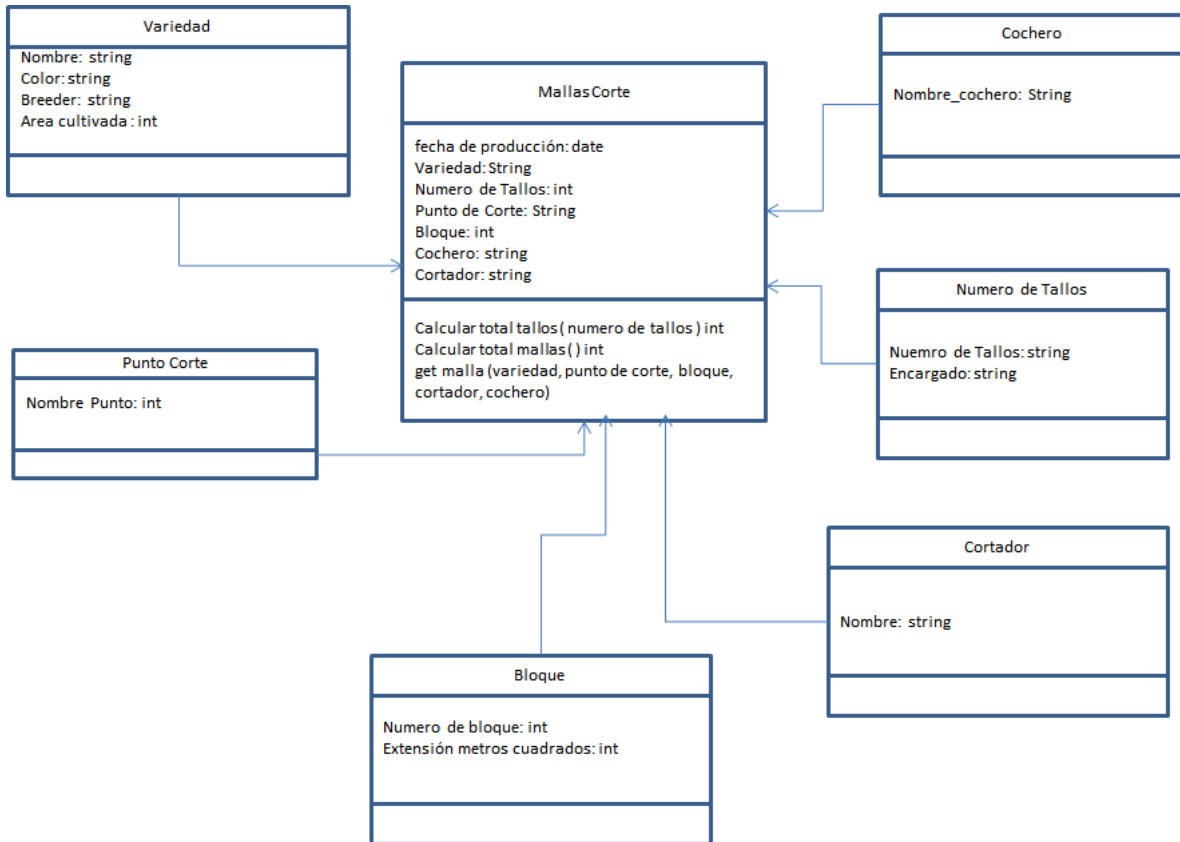 Variedad
Nombre: string
Color: string
Breeder: string
Area cultivada : int
MallasCorte
fecha de producción: date
Variedad: String
Numero de Tallos: int
Punto de Corte: String
Bloque: int
Cochero: string
Cortador: string
Calcular total tallos ( numero de tallos ) int
Calcular total mallas ( ) int
get malla (variedad, punto de corte, bloque,
cortador, cochero)
Cochero
Nombre_cochero: String
Numero de Tallos
Nuemro de Tallos: string
Encargado: string
Punto Corte
Nombre Punto: int
Cortador
Nombre: string
Bloque
Numero de bloque: int
Extensión metros cuadrados: int